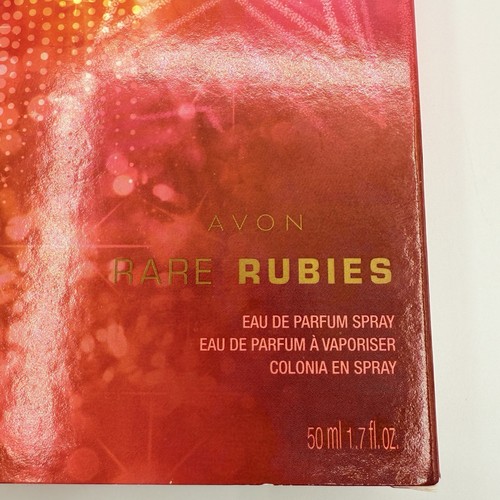 AVON
RARE RUBIES
EAU DE PARFUM SPRAY
EAU DE PARFUM À VAPORISER
COLONIA EN SPRAY
50 ml 1.7 fl. oz.